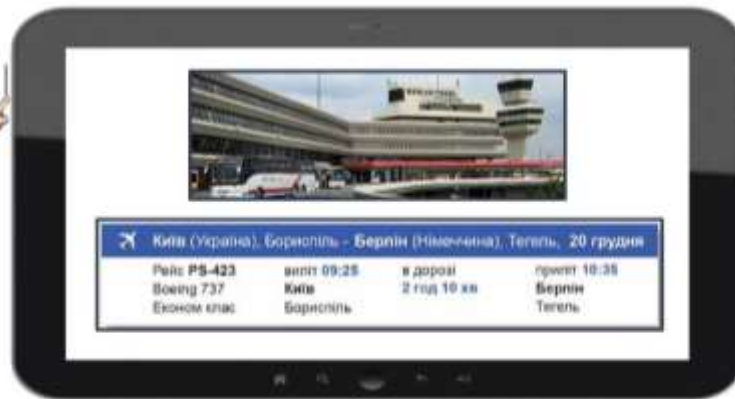 Київ (Україна), Бориспіль - Берлін (Німеччина), Тегель, 20 грудня
Рейс PS-423 виліт 09:25 в дорозі приліт 10:35
Boeing 737 Київ 2 год 10 хв Берлін
Економ клас Бориспіль Тегель